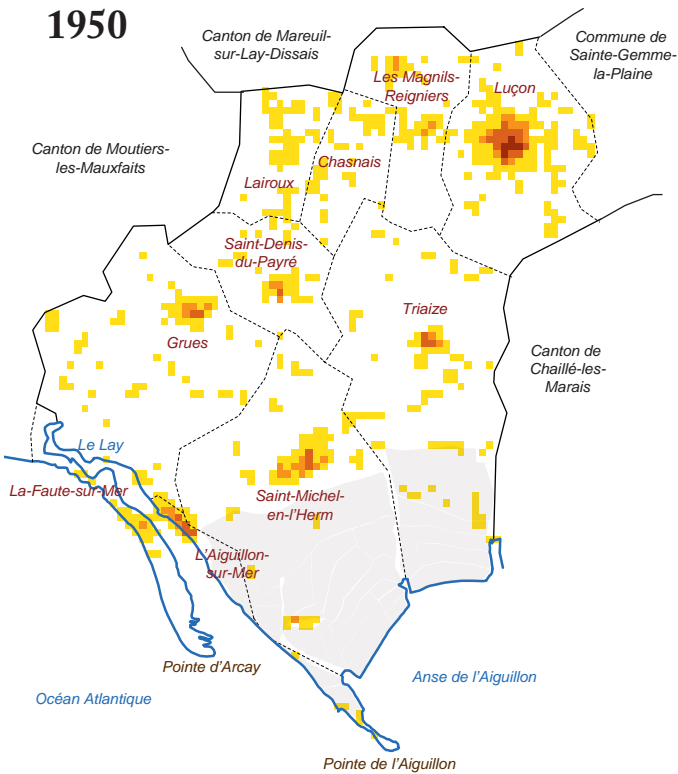 1950
Canton de Mareuil-
sur-Lay-Dissais
Commune de
Sainte-Gemme-
la-Plaine
Les Magnils-
Reigniers
Luçon
Canton de Moutiers-
les-Mauxfaits
Chasnais
Lairoux
Saint-Denis-
du-Payré
Triaize
Grues
Canton de
Chaillé-les-
Marais
Le Lay
La-Faute-sur-Mer
Saint-Michel-
en-l'Herm
L'Aiguillon-
sur-Mer
Pointe d'Arcay
Anse de l'Aiguillon
Océan Atlantique
Pointe de l'Aiguillon